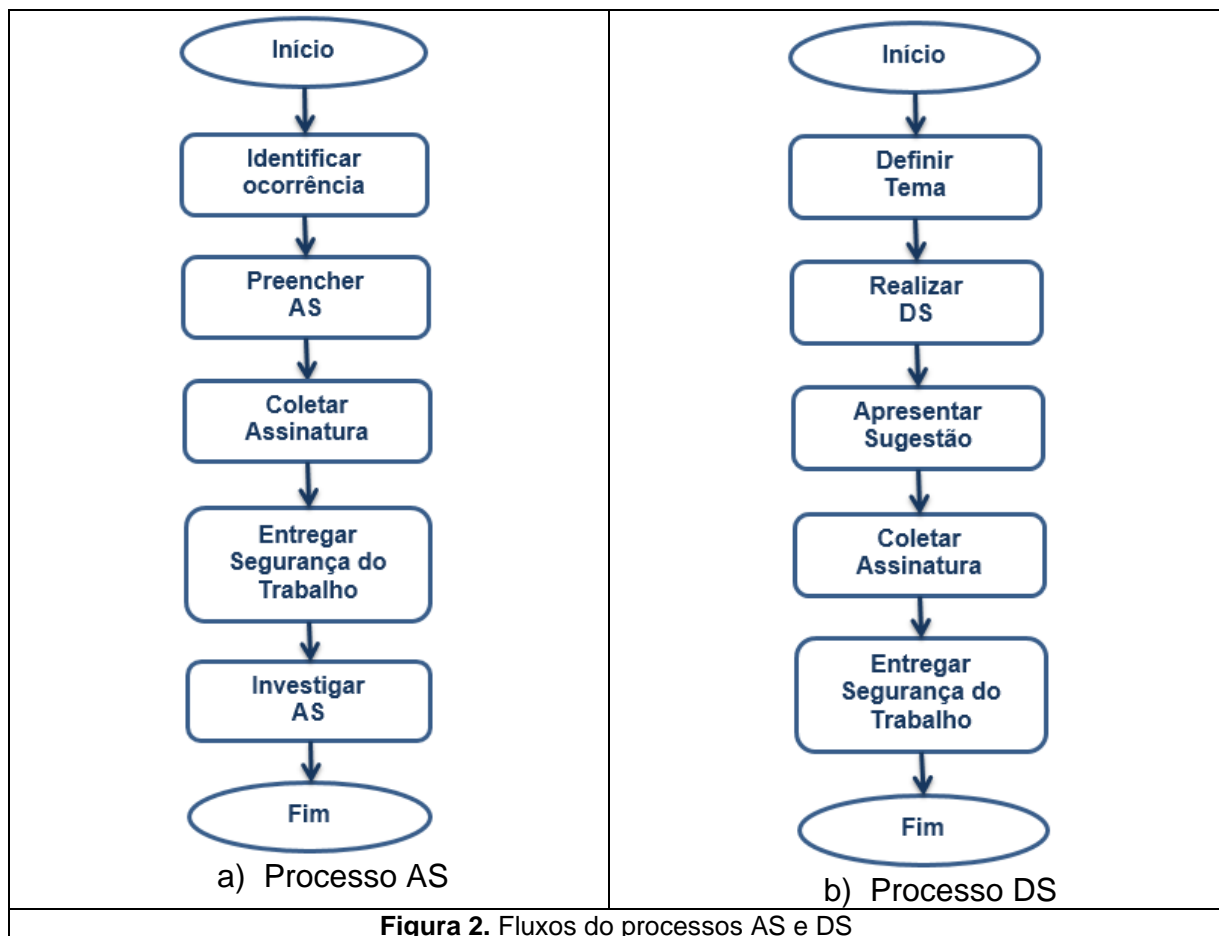 Início
Identificar
ocorrência
Preencher
AS
Coletar
Assinatura
Entregar
Segurança do
Trabalho
Investigar
AS
Fim
a) Processo AS
Início
Definir
Tema
Realizar
DS
Apresentar
Sugestão
Coletar
Assinatura
Entregar
Segurança do
Trabalho
Fim
b) Processo DS
Figura 2. Fluxos do processos AS e DS